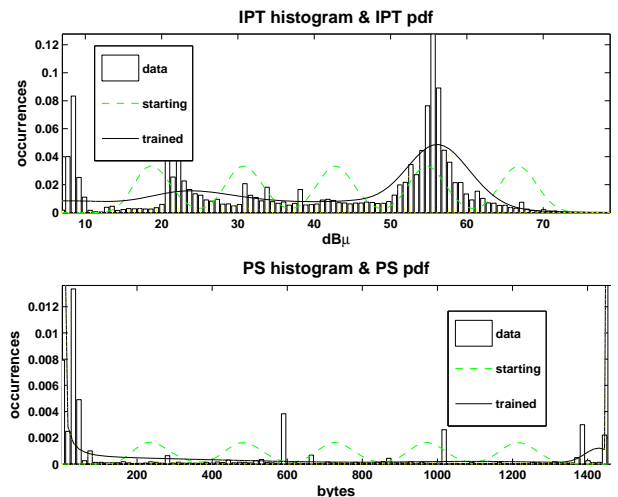 IPT histogram & IPT pdf
occurrences
0.12
0.1
0.08
0.06
0.04
0.02
0
data
starting
trained
10 20 30 40 50 60 70
dBμ
PS histogram & PS pdf
occurrences
0.012
0.01
0.008
0.006
0.004
0.002
0
data
starting
trained
200 400 600 800 1000 1200 1400
bytes